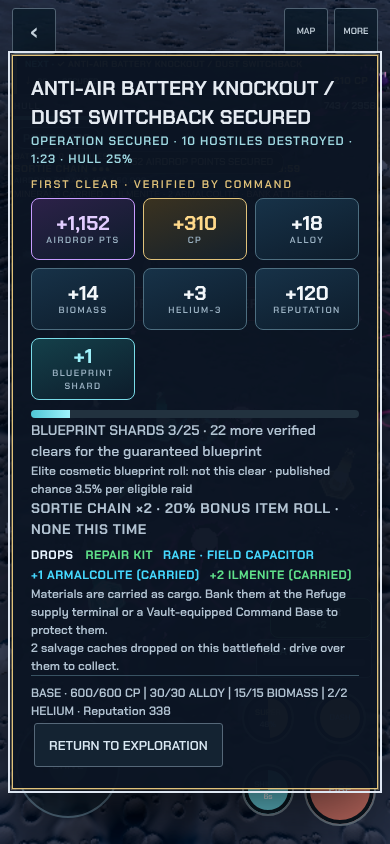 ‹
MAP
MORE
ANTI-AIR BATTERY KNOCKOUT /
DUST SWITCHBACK SECURED
OPERATION SECURED · 10 HOSTILES DESTROYED ·
1:23 · HULL 25%
FIRST CLEAR · VERIFIED BY COMMAND
+1,152
AIRDROP PTS
+310
CP
+18
ALLOY
+14
BIOMASS
+3
HELIUM-3
+120
REPUTATION
+1
BLUEPRINT
SHARD
BLUEPRINT SHARDS 3/25 · 22 more verified
clears for the guaranteed blueprint
Elite cosmetic blueprint roll: not this clear · published
chance 3.5% per eligible raid
SORTIE CHAIN ×2 · 20% BONUS ITEM ROLL ·
NONE THIS TIME
DROPS REPAIR KIT RARE · FIELD CAPACITOR
+1 ARMALCOLITE (CARRIED) +2 ILMENITE (CARRIED)
Materials are carried as cargo. Bank them at the Refuge
supply terminal or a Vault-equipped Command Base to
protect them.
2 salvage caches dropped on this battlefield · drive over
them to collect.
BASE · 600/600 CP | 30/30 ALLOY | 15/15 BIOMASS | 2/2
HELIUM · Reputation 338
RETURN TO EXPLORATION